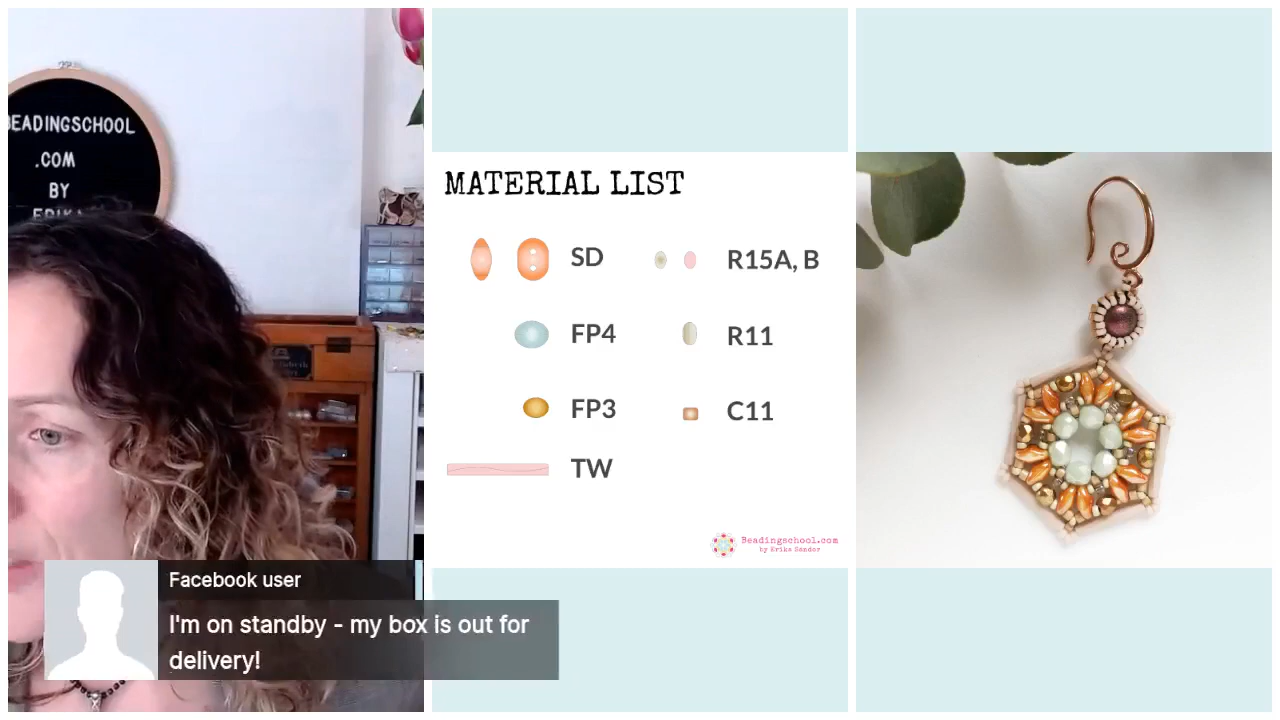 BEADINGSCHOOL
.COM
BY
ERIKA
MATERIAL LIST
SD
R15A, B
FP4
R11
FP3
C11
TW
Beadingschool.com
by Erika Sandor
Facebook user
I'm on standby - my box is out for
delivery!